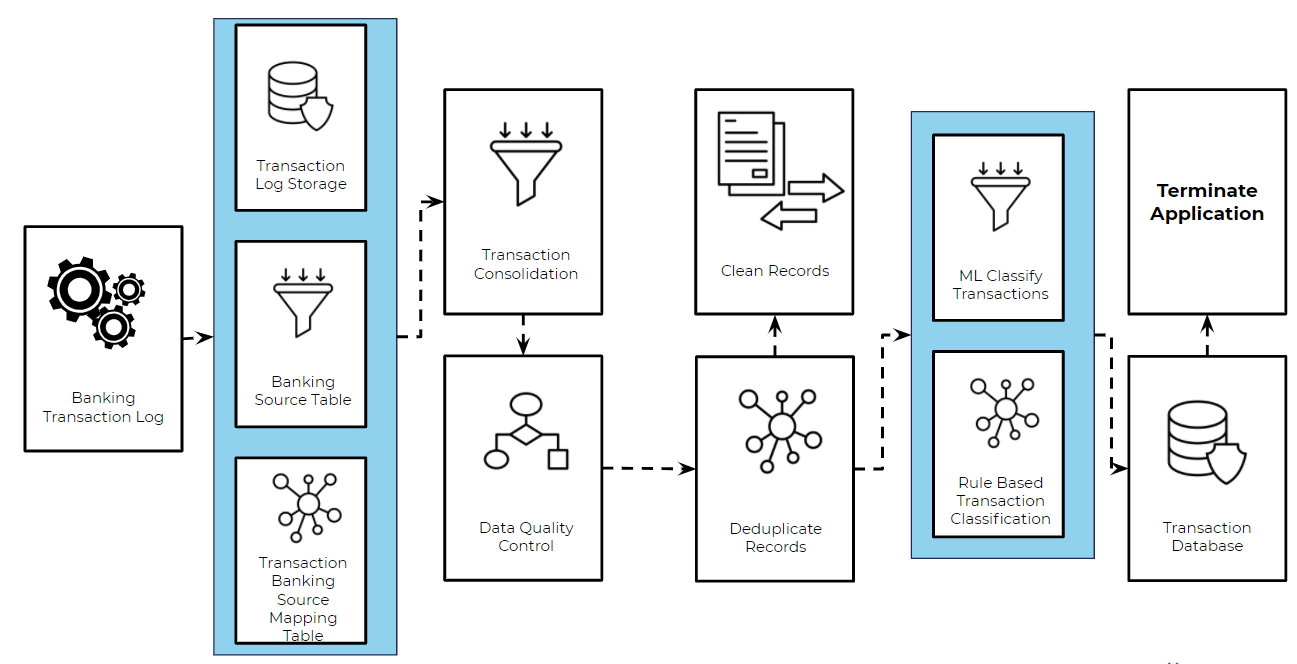 Transaction
Log Storage
Banking
Transaction Log
Banking
Source Table
Transaction
Banking
Source
Mapping
Table
Transaction
Consolidation
Data Quality
Control
Clean Records
Deduplicate
Records
ML Classify
Transactions
Rule Based
Transaction
Classification
Terminate
Application
Transaction
Database